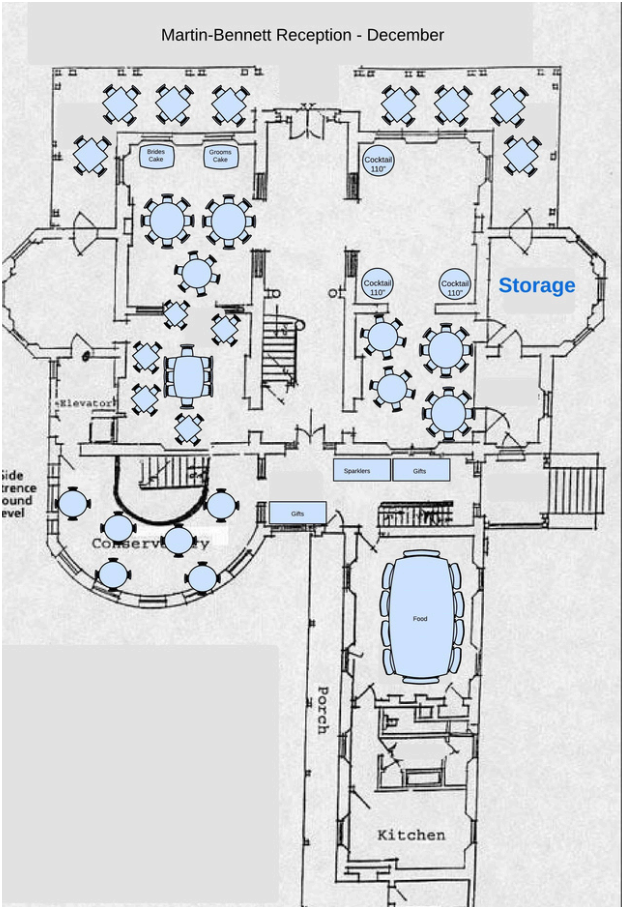 Martin-Bennett Reception - December
Brides
Cake
Grooms
Cake
Cocktail
110"
Cocktail
110"
Cocktail
110"
Storage
Elevator
Side
trence
ound
evel
Sparklers
Gifts
Gifts
Conservatory
Food
Porch
Kitchen